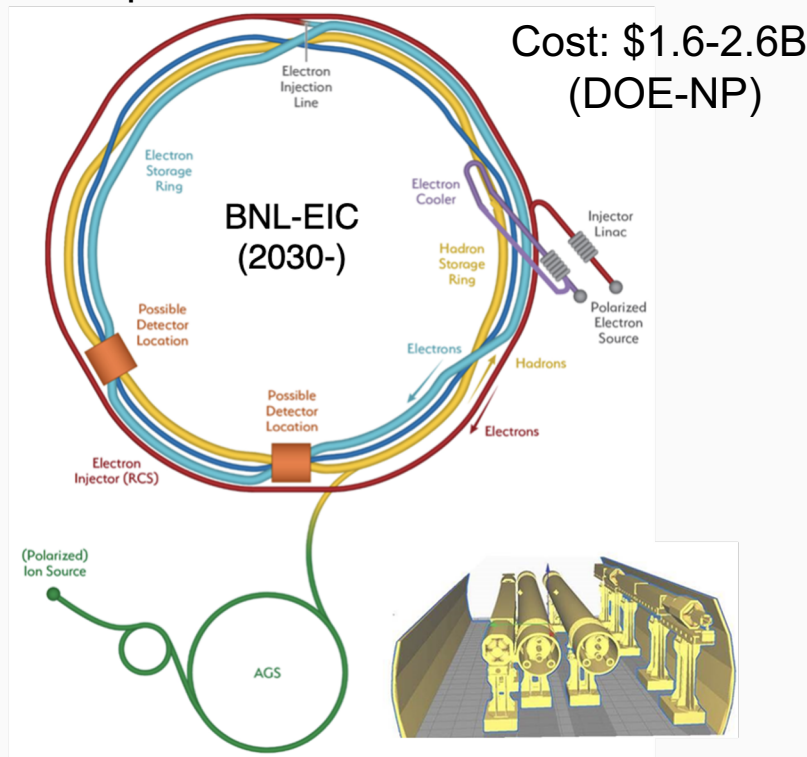 Cost: $1.6-2.6B
(DOE-NP)
Electron
Injection
Line
Electron
Storage
Ring
Electron
Cooler
BNL-EIC
(2030-)
Injector
Linac
Hadron
Storage
Ring
Polarized
Electron
Source
Possible
Detector
Location
Electrons
Hadrons
Possible
Detector
Location
Electrons
Electron
Injector (RCS)
(Polarized)
Ion Source
AGS